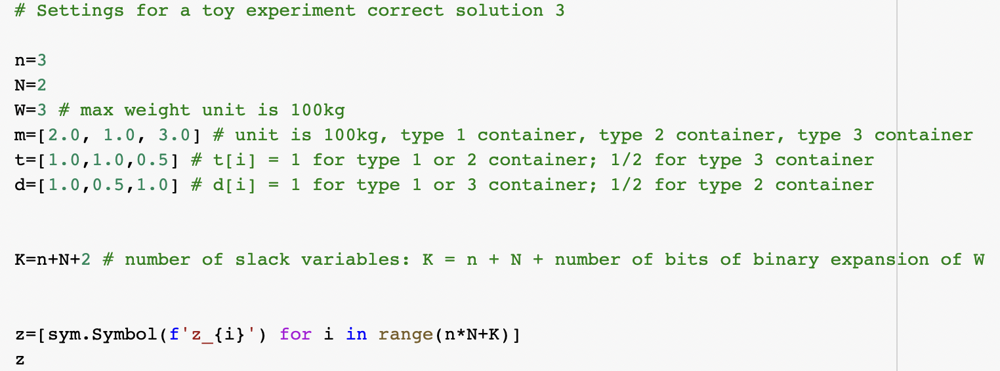 # Settings for a toy experiment correct solution 3
n=3
N=2
W=3 # max weight unit is 100kg
m=[2.0, 1.0, 3.0] # unit is 100kg, type 1 container, type 2 container, type 3 container
t=[1.0,1.0,0.5] # t[i] = 1 for type 1 or 2 container; 1/2 for type 3 container
d=[1.0,0.5,1.0] # d[i] = 1 for type 1 or 3 container; 1/2 for type 2 container
K=n+N+2 # number of slack variables: K = n + N + number of bits of binary expansion of W
z=[sym.Symbol(f'z_{i}') for i in range(n*N+K)]
z